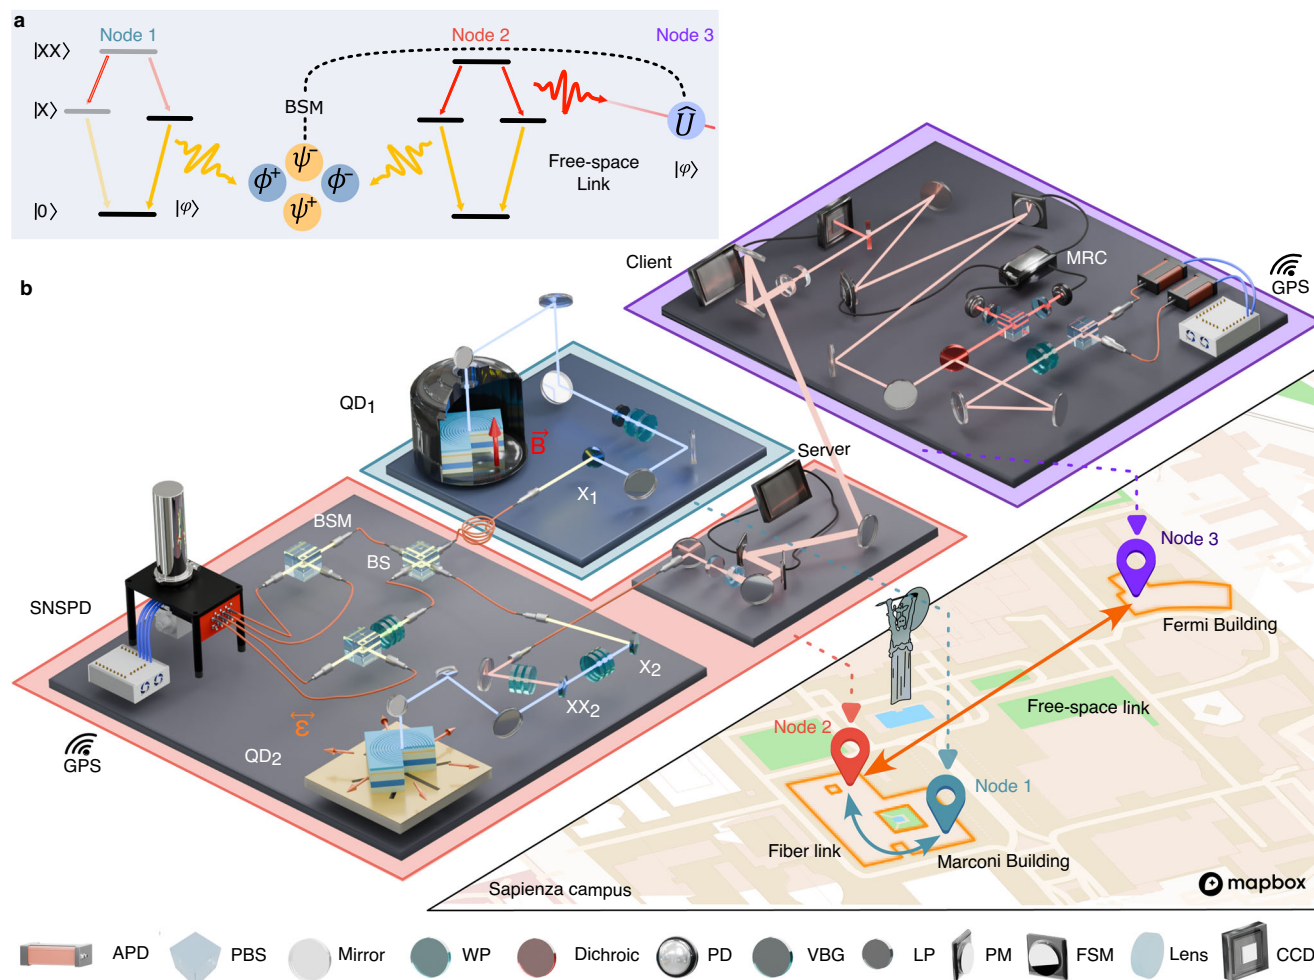 a
Node 1
Node 2
Node 3
|XX⟩
|X⟩
|0⟩
BSM
ψ⁻
ϕ⁺
ϕ⁻
ψ⁺
|φ⟩
Free-space
Link
Û
|φ⟩
b
Client
MRC
GPS
QD₁
B⃗
X₁
Server
BSM
BS
SNSPD
X₂
XX₂
ε⃡
QD₂
GPS
Node 3
Fermi Building
Free-space link
Node 2
Node 1
Fiber link
Marconi Building
Sapienza campus
mapbox
APD
PBS
Mirror
WP
Dichroic
PD
VBG
LP
PM
FSM
Lens
CCD